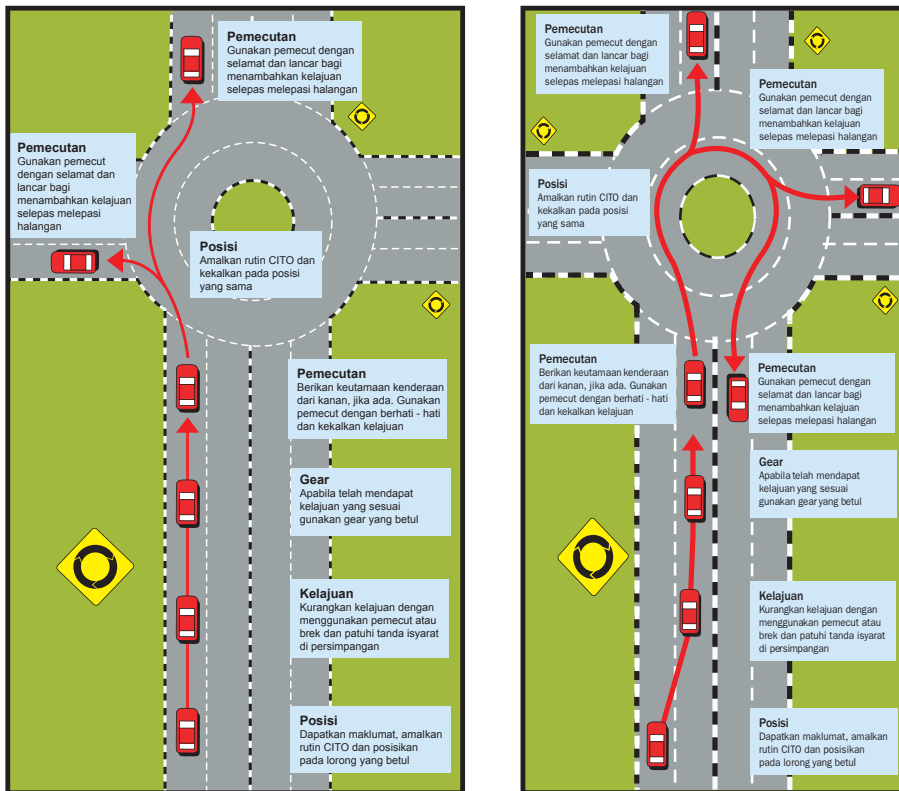 Pemecutan
Gunakan pemecut dengan
selamat dan lancar bagi
menambahkan kelajuan
selepas melepasi halangan
Pemecutan
Gunakan pemecut
dengan selamat dan
lancar bagi
menambahkan kelajuan
selepas melepasi
halangan
Posisi
Amalkan rutin CITO dan
kekalkan pada posisi
yang sama
Pemecutan
Berikan keutamaan kenderaan
dari kanan, jika ada. Gunakan
pemecut dengan berhati - hati
dan kekalkan kelajuan
Gear
Apabila telah mendapat
kelajuan yang sesuai
gunakan gear yang betul
Kelajuan
Kurangkan kelajuan dengan
menggunakan pemecut atau
brek dan patuhi tanda isyarat
di persimpangan
Posisi
Dapatkan maklumat, amalkan
rutin CITO dan posisikan
pada lorong yang betul
Pemecutan
Gunakan pemecut dengan
selamat dan lancar bagi
menambahkan kelajuan
selepas melepasi halangan
Pemecutan
Gunakan pemecut dengan
selamat dan lancar bagi
menambahkan kelajuan
selepas melepasi halangan
Posisi
Amalkan rutin CITO dan
kekalkan pada posisi
yang sama
Pemecutan
Berikan keutamaan kenderaan
dari kanan, jika ada. Gunakan
pemecut dengan berhati - hati
dan kekalkan kelajuan
Pemecutan
Gunakan pemecut dengan
selamat dan lancar bagi
menambahkan kelajuan
selepas melepasi halangan
Gear
Apabila telah mendapat
kelajuan yang sesuai
gunakan gear yang betul
Kelajuan
Kurangkan kelajuan dengan
menggunakan pemecut atau
brek dan patuhi tanda isyarat
di persimpangan
Posisi
Dapatkan maklumat, amalkan
rutin CITO dan posisikan
pada lorong yang betul